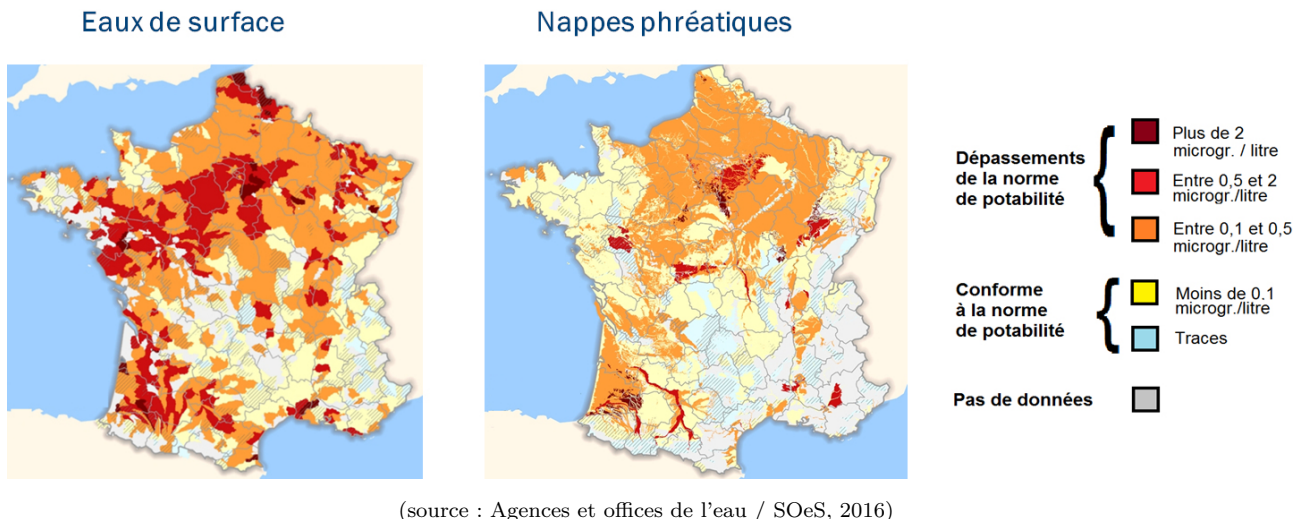 Eaux de surface
Nappes phréatiques
Dépassements
de la norme
de potabilité
Plus de 2
microgr. / litre
Entre 0,5 et 2
microgr./litre
Entre 0,1 et 0,5
microgr./litre
Conforme
à la norme
de potabilité
Moins de 0.1
microgr./litre
Traces
Pas de données
(source : Agences et offices de l'eau / SOeS, 2016)